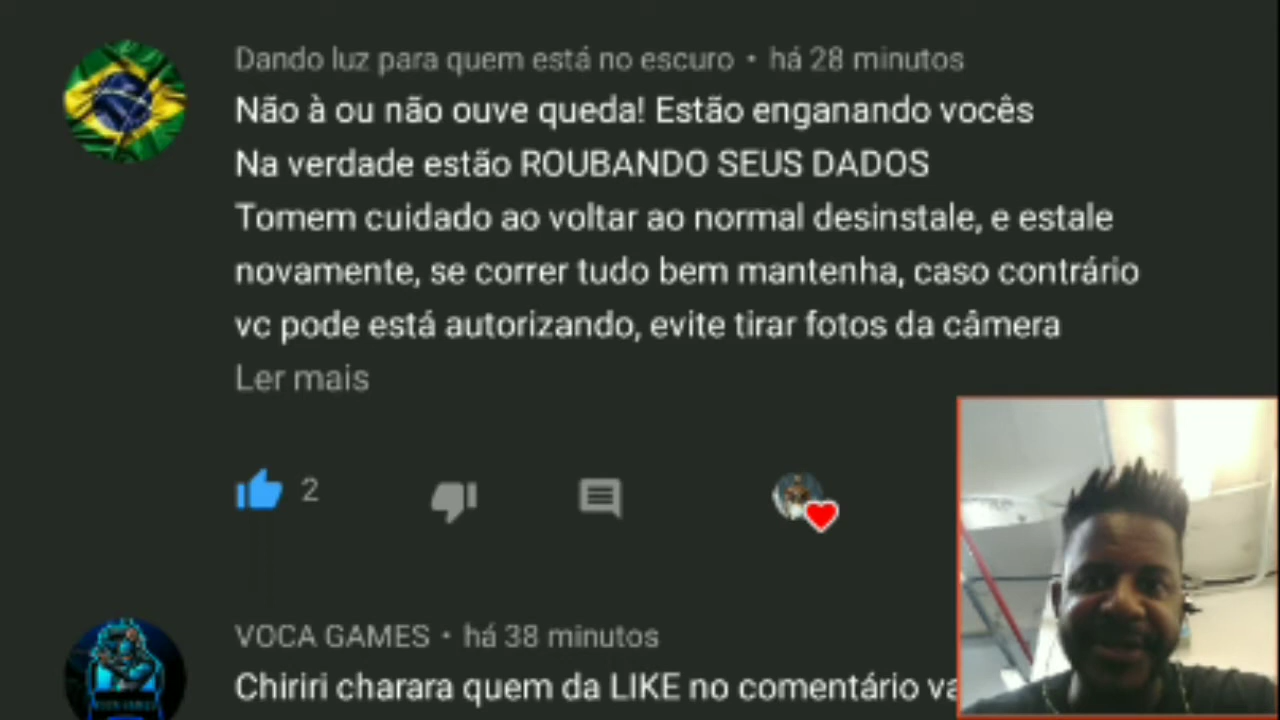 Dando luz para quem está no escuro • há 28 minutos
Não à ou não ouve queda! Estão enganando vocês
Na verdade estão ROUBANDO SEUS DADOS
Tomem cuidado ao voltar ao normal desinstale, e estale
novamente, se correr tudo bem mantenha, caso contrário
vc pode está autorizando, evite tirar fotos da câmera
Ler mais
2
VOCA GAMES • há 38 minutos
Chiriri charara quem da LIKE no comentário